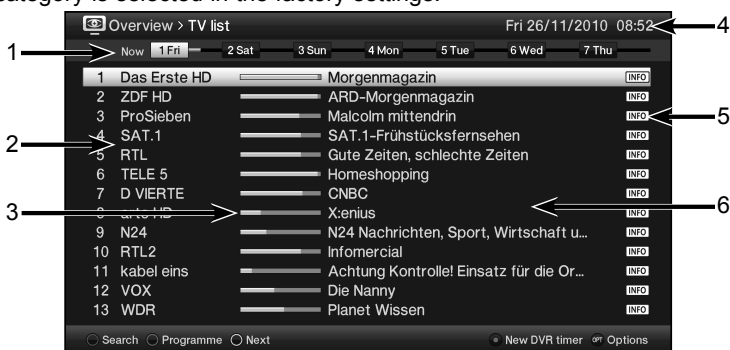 category is selected in the factory settings.
Overview > TV list Fri 26/11/2010 08:52 4
1 Now 1 Fri 2 Sat 3 Sun 4 Mon 5 Tue 6 Wed 7 Thu
1 Das Erste HD Morgenmagazin INFO
2 ZDF HD ARD-Morgenmagazin INFO
3 ProSieben Malcolm mittendrin INFO 5
2 4 SAT.1 SAT.1-Frühstücksfernsehen INFO
5 RTL Gute Zeiten, schlechte Zeiten INFO
6 TELE 5 Homeshopping INFO
7 D VIERTE CNBC INFO
3 8 arte HD X:enius INFO 6
9 N24 N24 Nachrichten, Sport, Wirtschaft u... INFO
10 RTL2 Infomercial INFO
11 kabel eins Achtung Kontrolle! Einsatz für die Or... INFO
12 VOX Die Nanny INFO
13 WDR Planet Wissen INFO
Search Programme Next New DVR timer OPT Options